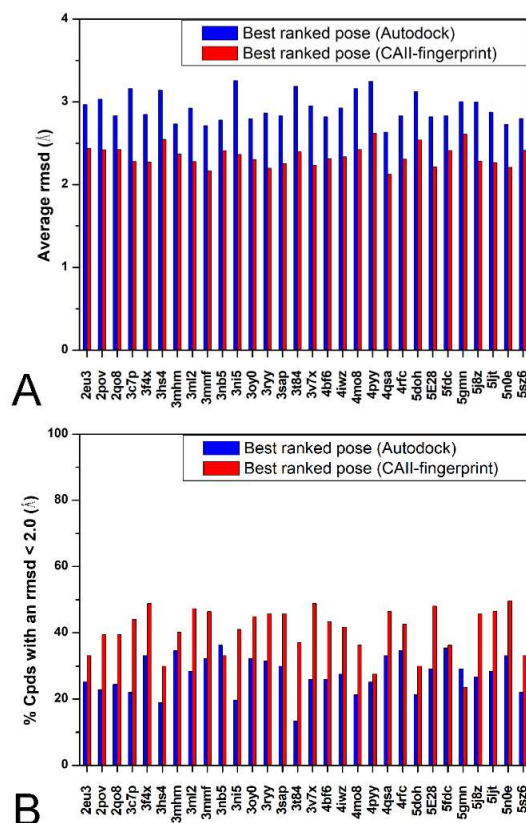 4
3
2
1
0
Average rmsd (Å)
Best ranked pose (Autodock)
Best ranked pose (CAII-fingerprint)
2eu3
2pov
2qo8
3c7p
3f4x
3hs4
3mhm
3ml2
3mmf
3nb5
3ni5
3oy0
3ryy
3sap
3t84
3v7x
4bf6
4iwz
4mo8
4pyy
4qsa
4rfc
5doh
5E28
5fdc
5gmn
5j8z
5ljt
5n0e
5sz6
A
100
80
60
40
20
0
% Cpds with an rmsd < 2.0 (Å)
Best ranked pose (Autodock)
Best ranked pose (CAII-fingerprint)
2eu3
2pov
2qo8
3c7p
3f4x
3hs4
3mhm
3ml2
3mmf
3nb5
3ni5
3oy0
3ryy
3sap
3t84
3v7x
4bf6
4iwz
4mo8
4pyy
4qsa
4rfc
5doh
5E28
5fdc
5gmn
5j8z
5ljt
5n0e
5sz6
B